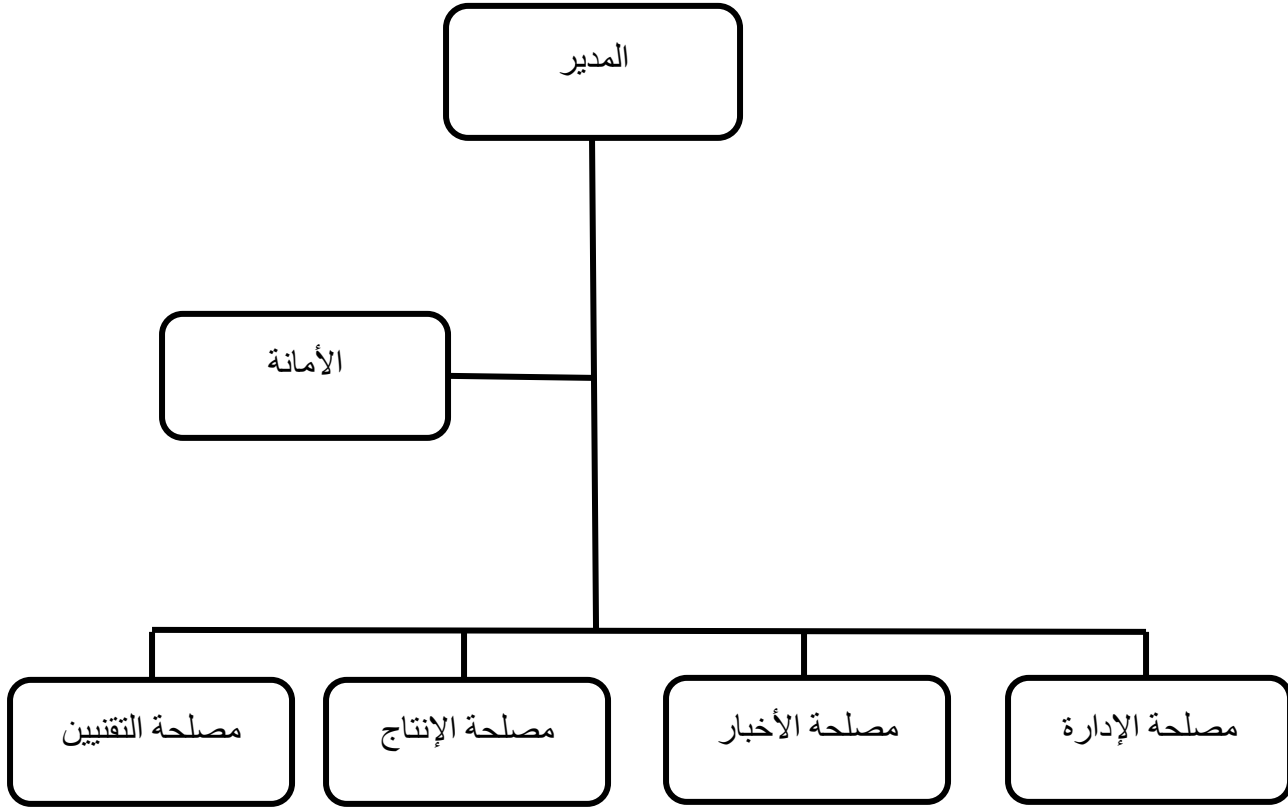 المدير
الأمانة
مصلحة الإدارة
مصلحة الأخبار
مصلحة الإنتاج
مصلحة التقنيين